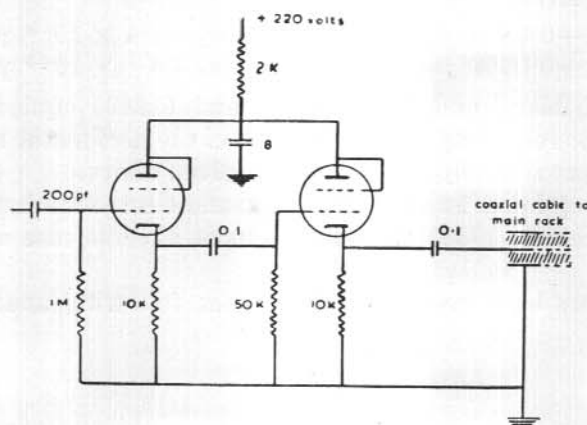 + 220 volts
2K
8
200pf
0.1
0.1
coaxial cable to
main rack
1M
10K
50K
10K